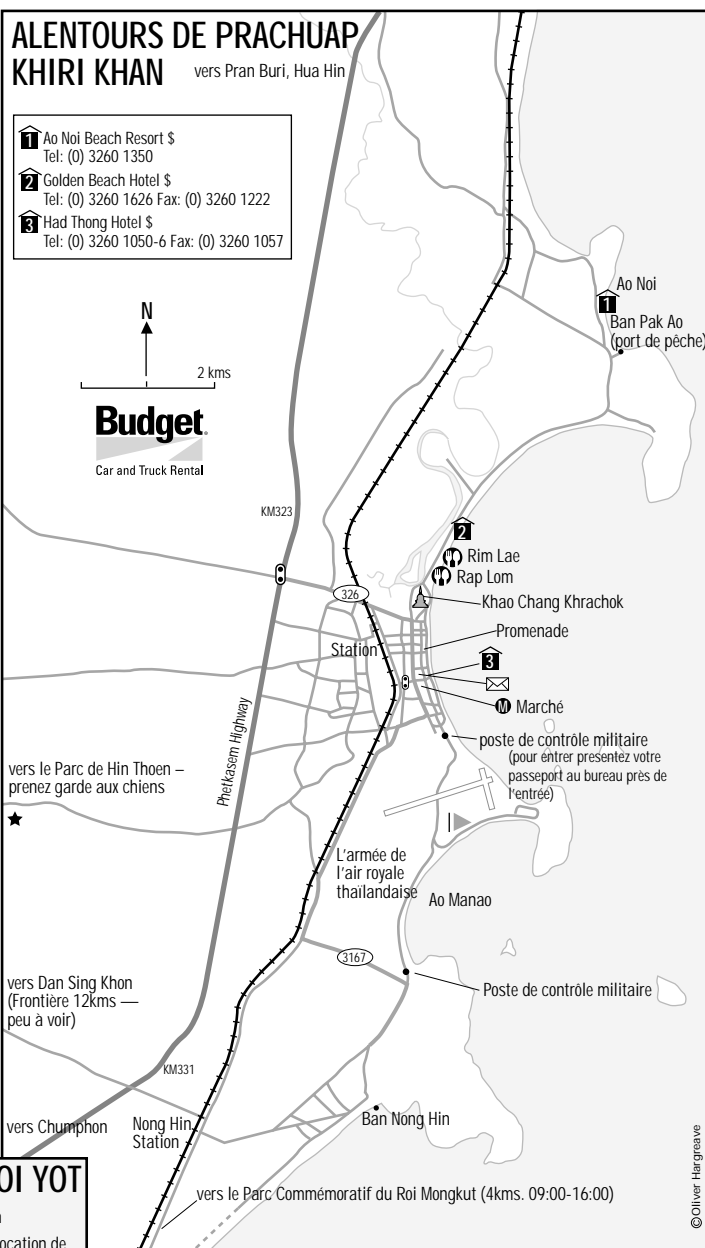 ALENTOURS DE PRACHUAP
KHIRI KHAN
vers Pran Buri, Hua Hin
1 Ao Noi Beach Resort $
Tel: (0) 3260 1350
2 Golden Beach Hotel $
Tel: (0) 3260 1626 Fax: (0) 3260 1222
3 Had Thong Hotel $
Tel: (0) 3260 1050-6 Fax: (0) 3260 1057
N
2 kms
Budget.
Car and Truck Rental
Ao Noi
1
Ban Pak Ao
(port de pêche)
KM323
2
Rim Lae
Rap Lom
326
Khao Chang Khrachok
Promenade
Station
3
M Marché
Phetkasem Highway
poste de contrôle militaire
(pour entrer presentez votre
passeport au bureau près de
l'entrée)
vers le Parc de Hin Thoen –
prenez garde aux chiens
L'armée de
l'air royale
thaïlandaise
Ao Manao
3167
vers Dan Sing Khon
(Frontière 12kms —
peu à voir)
Poste de contrôle militaire
KM331
vers Chumphon
Nong Hin
Station
Ban Nong Hin
vers le Parc Commémoratif du Roi Mongkut (4kms. 09:00-16:00)
©Oliver Hargreave
OI YOT
ocation de